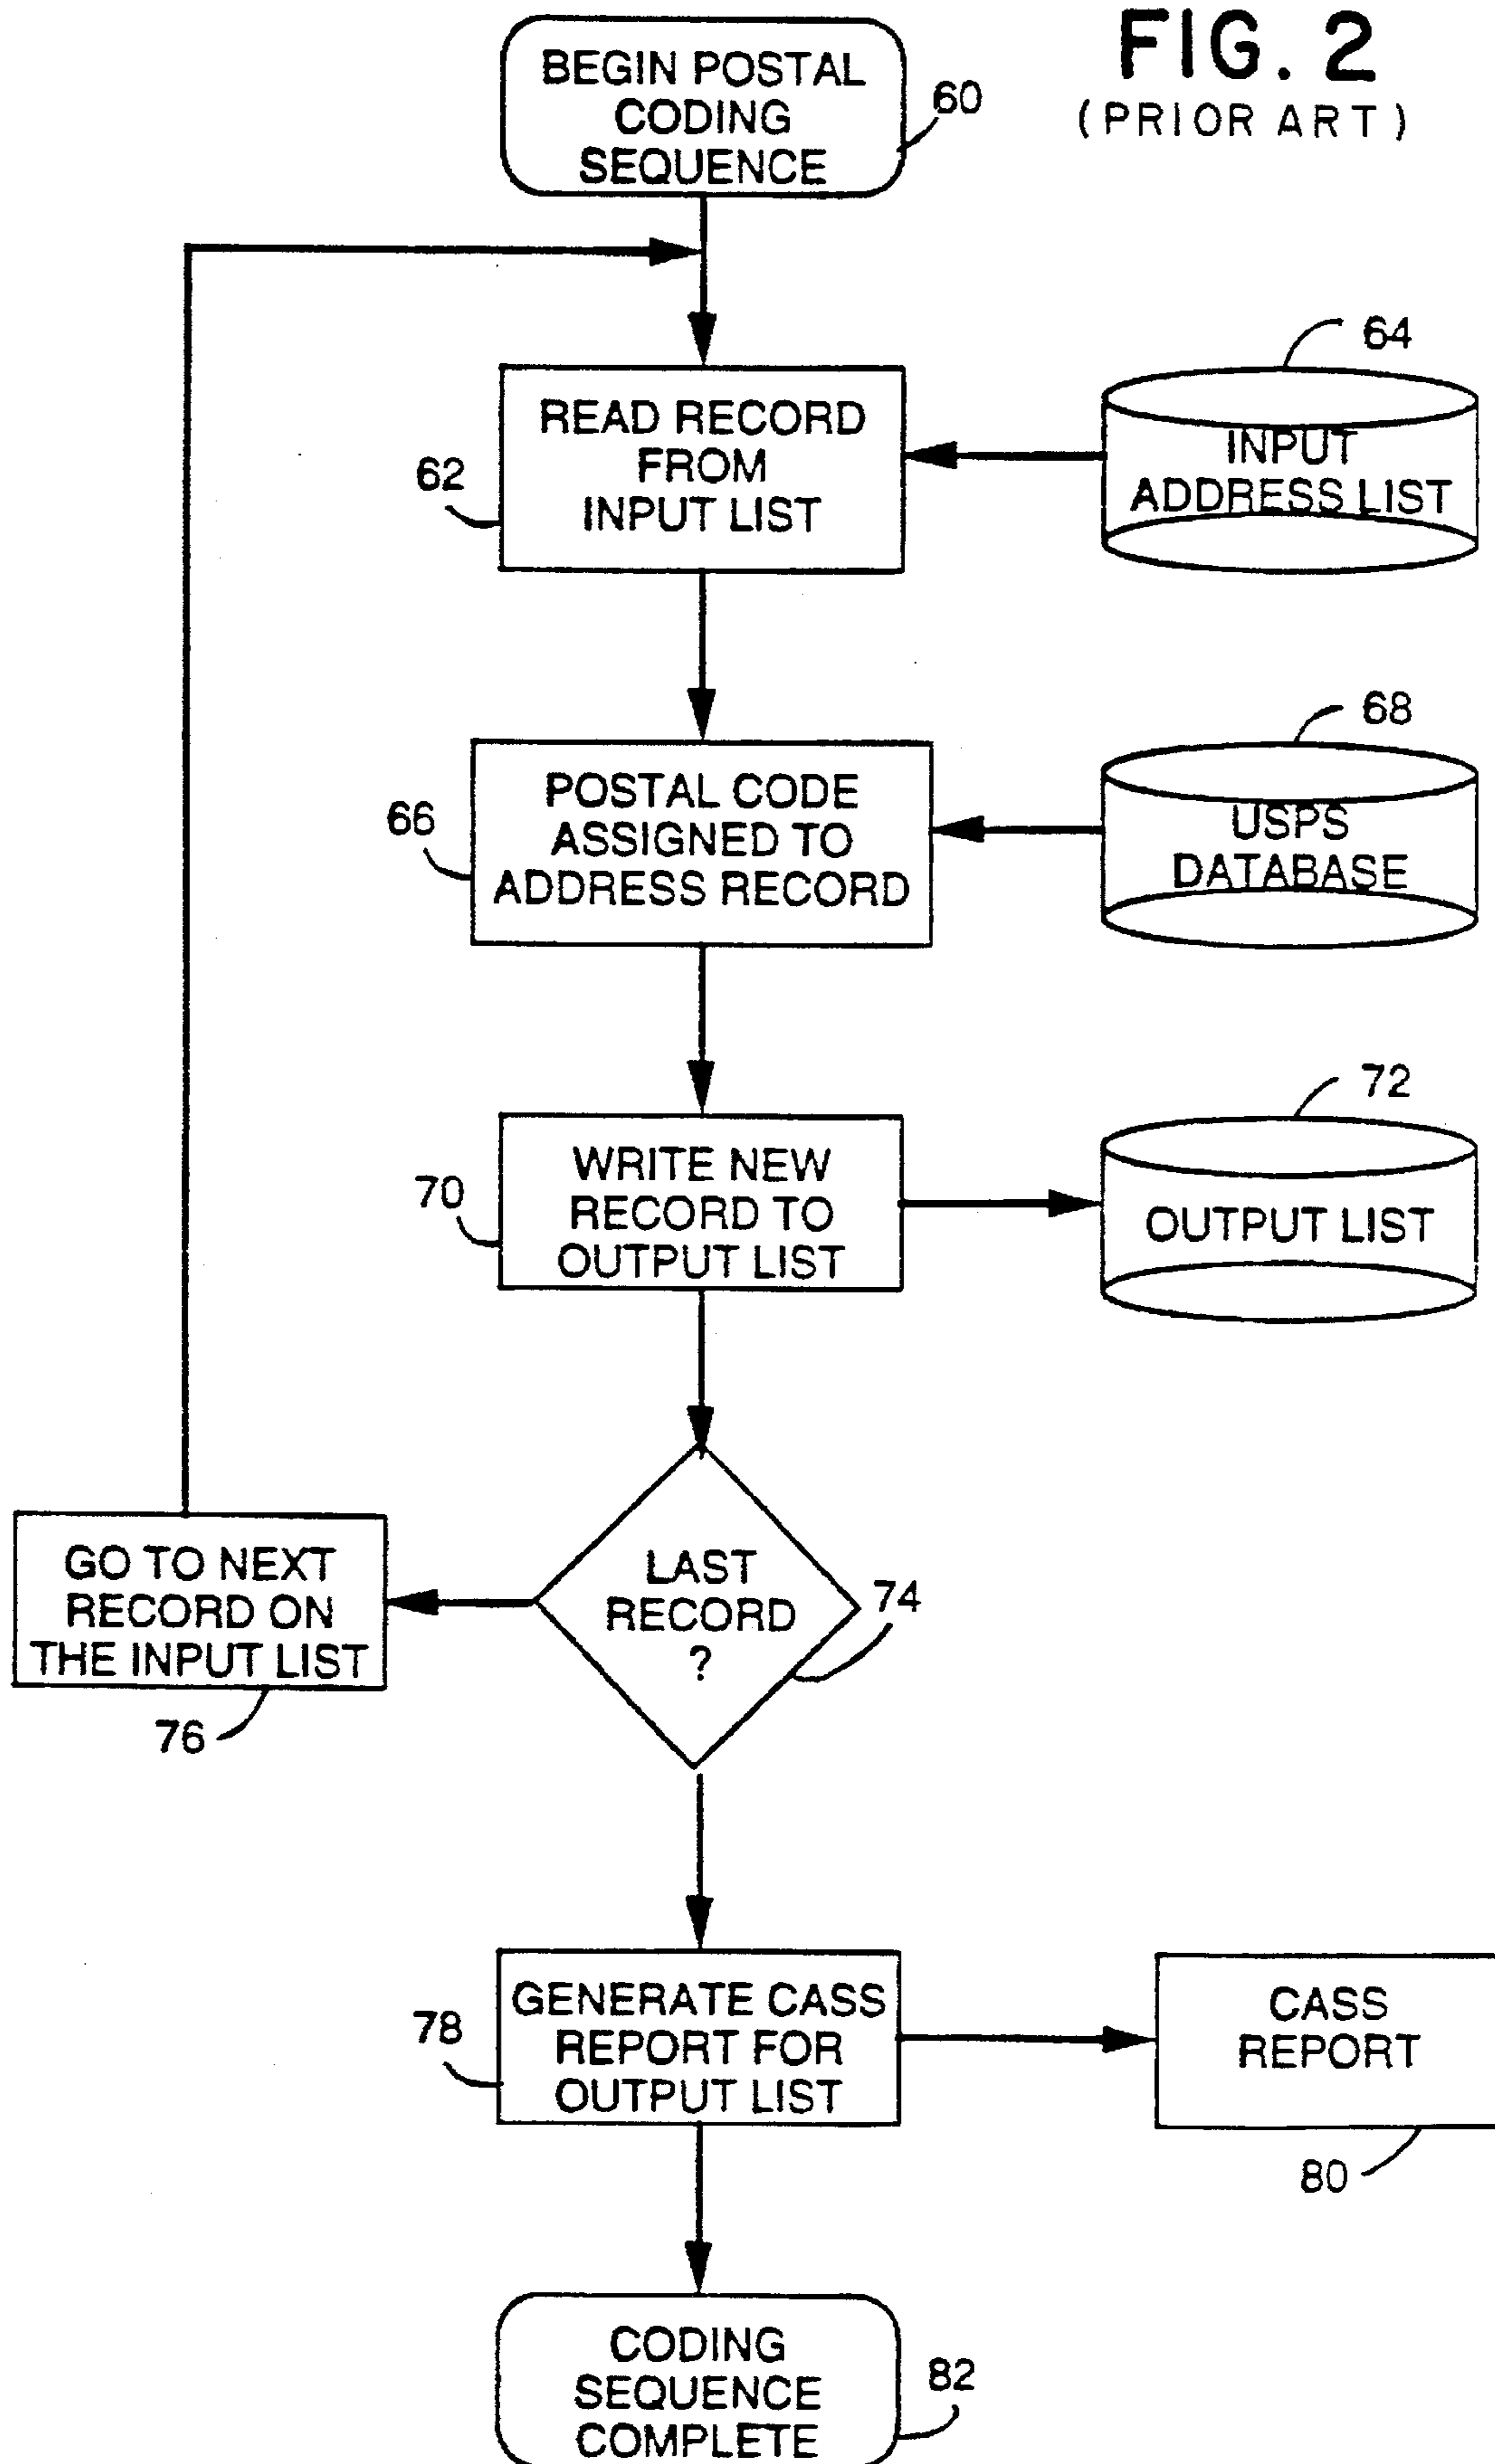 FIG. 2
(PRIOR ART)
BEGIN POSTAL
CODING
SEQUENCE
60
64
READ RECORD
FROM
INPUT LIST
62
INPUT
ADDRESS LIST
68
POSTAL CODE
ASSIGNED TO
ADDRESS RECORD
66
USPS
DATABASE
72
WRITE NEW
RECORD TO
OUTPUT LIST
70
OUTPUT LIST
LAST
RECORD
?
74
GO TO NEXT
RECORD ON
THE INPUT LIST
76
GENERATE CASS
REPORT FOR
OUTPUT LIST
78
CASS
REPORT
80
CODING
SEQUENCE
COMPLETE
82